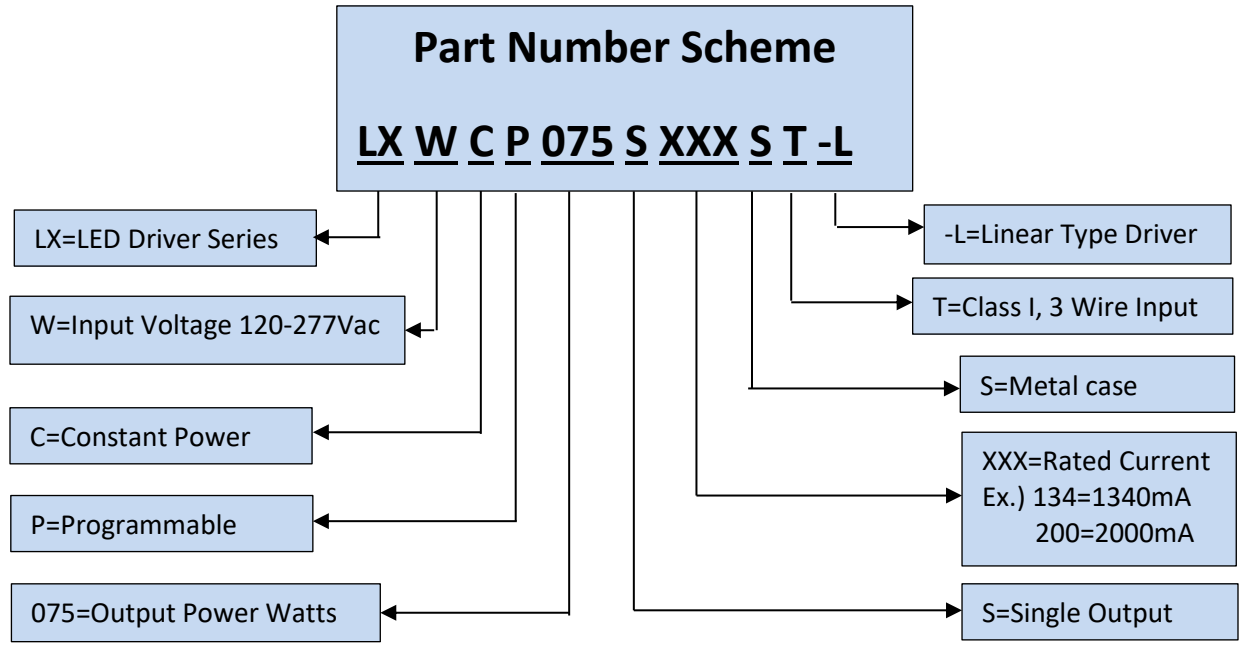 Part Number Scheme
LX W C P 075 S XXX S T -L
LX=LED Driver Series
W=Input Voltage 120-277Vac
C=Constant Power
P=Programmable
075=Output Power Watts
-L=Linear Type Driver
T=Class I, 3 Wire Input
S=Metal case
XXX=Rated Current
Ex.) 134=1340mA
200=2000mA
S=Single Output